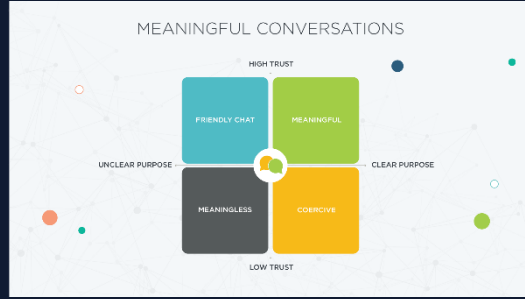 MEANINGFUL CONVERSATIONS
HIGH TRUST
FRIENDLY CHAT
MEANINGFUL
UNCLEAR PURPOSE
CLEAR PURPOSE
MEANINGLESS
COERCIVE
LOW TRUST